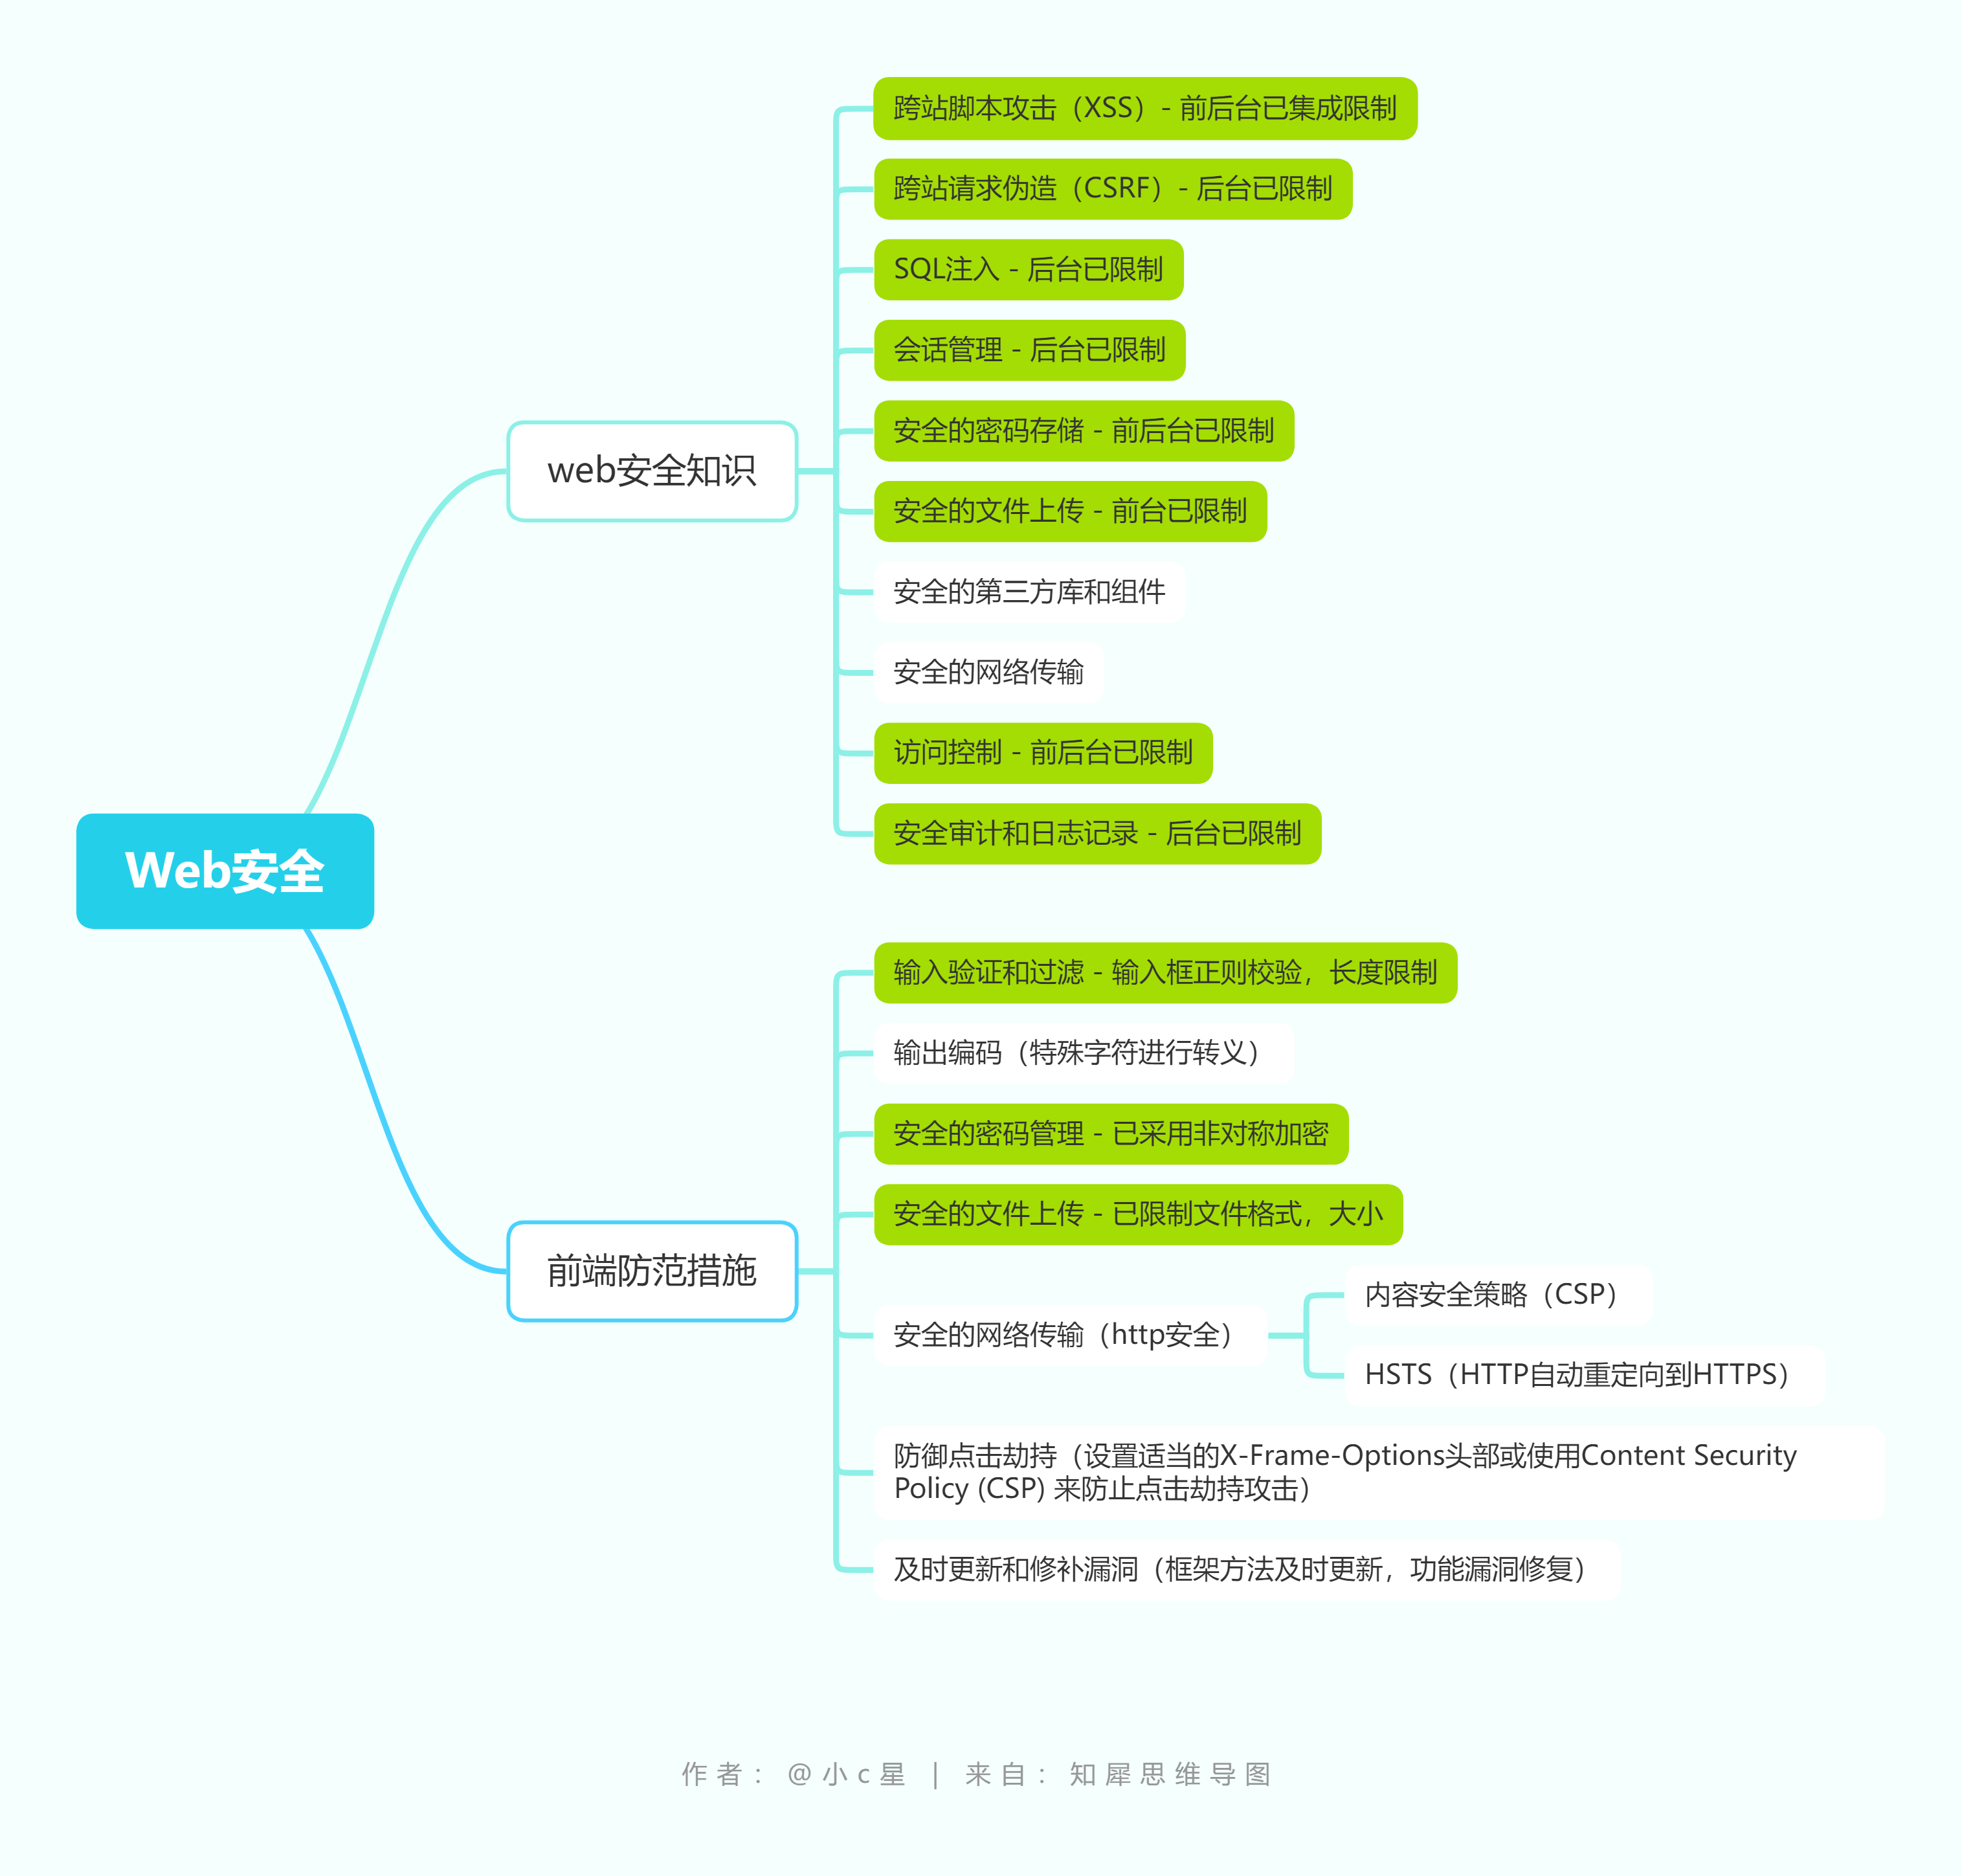 Web安全
web安全知识
跨站脚本攻击（XSS）- 前后台已集成限制
跨站请求伪造（CSRF）- 后台已限制
SQL注入 - 后台已限制
会话管理 - 后台已限制
安全的密码存储 - 前后台已限制
安全的文件上传 - 前台已限制
安全的第三方库和组件
安全的网络传输
访问控制 - 前后台已限制
安全审计和日志记录 - 后台已限制
前端防范措施
输入验证和过滤 - 输入框正则校验，长度限制
输出编码（特殊字符进行转义）
安全的密码管理 - 已采用非对称加密
安全的文件上传 - 已限制文件格式，大小
安全的网络传输（http安全）
内容安全策略（CSP）
HSTS（HTTP自动重定向到HTTPS）
防御点击劫持（设置适当的X-Frame-Options头部或使用Content Security
Policy (CSP) 来防止点击劫持攻击）
及时更新和修补漏洞（框架方法及时更新，功能漏洞修复）
作者：@小c星 | 来自：知犀思维导图